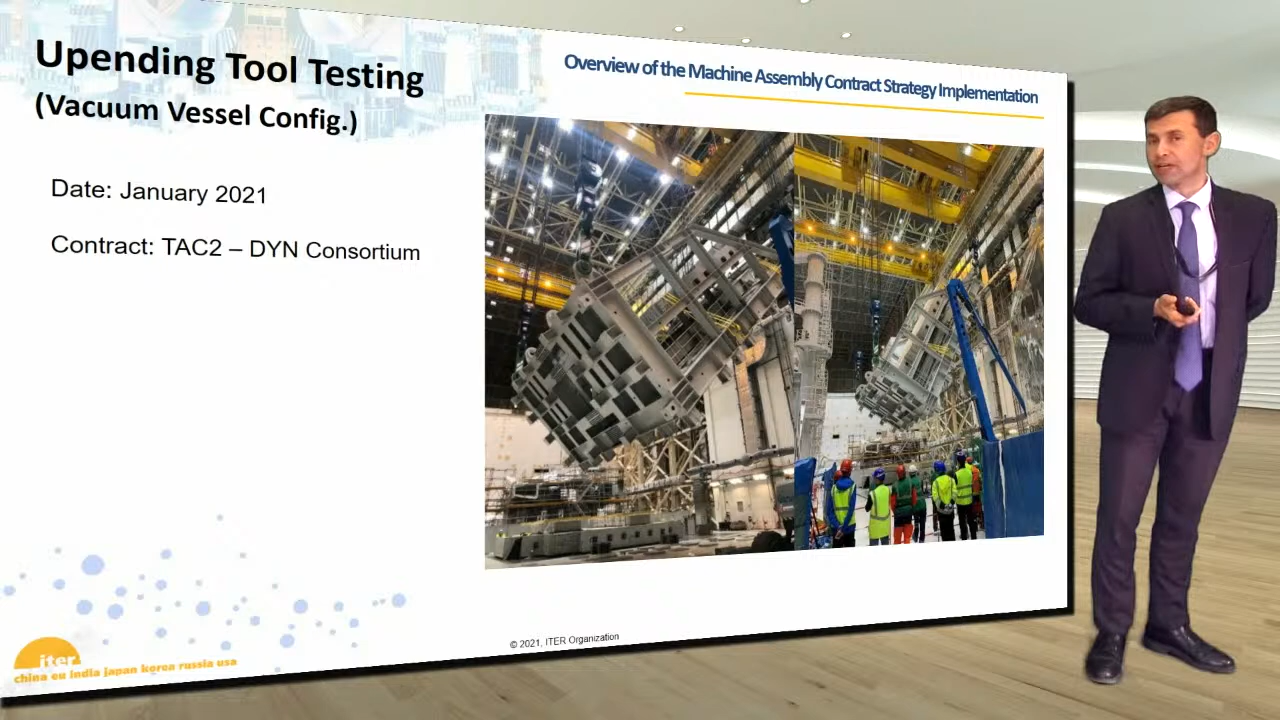 Upending Tool Testing
(Vacuum Vessel Config.)
Overview of the Machine Assembly Contract Strategy Implementation
Date: January 2021
Contract: TAC2 – DYN Consortium
© 2021, ITER Organization
iter
china eu india japan korea russia usa